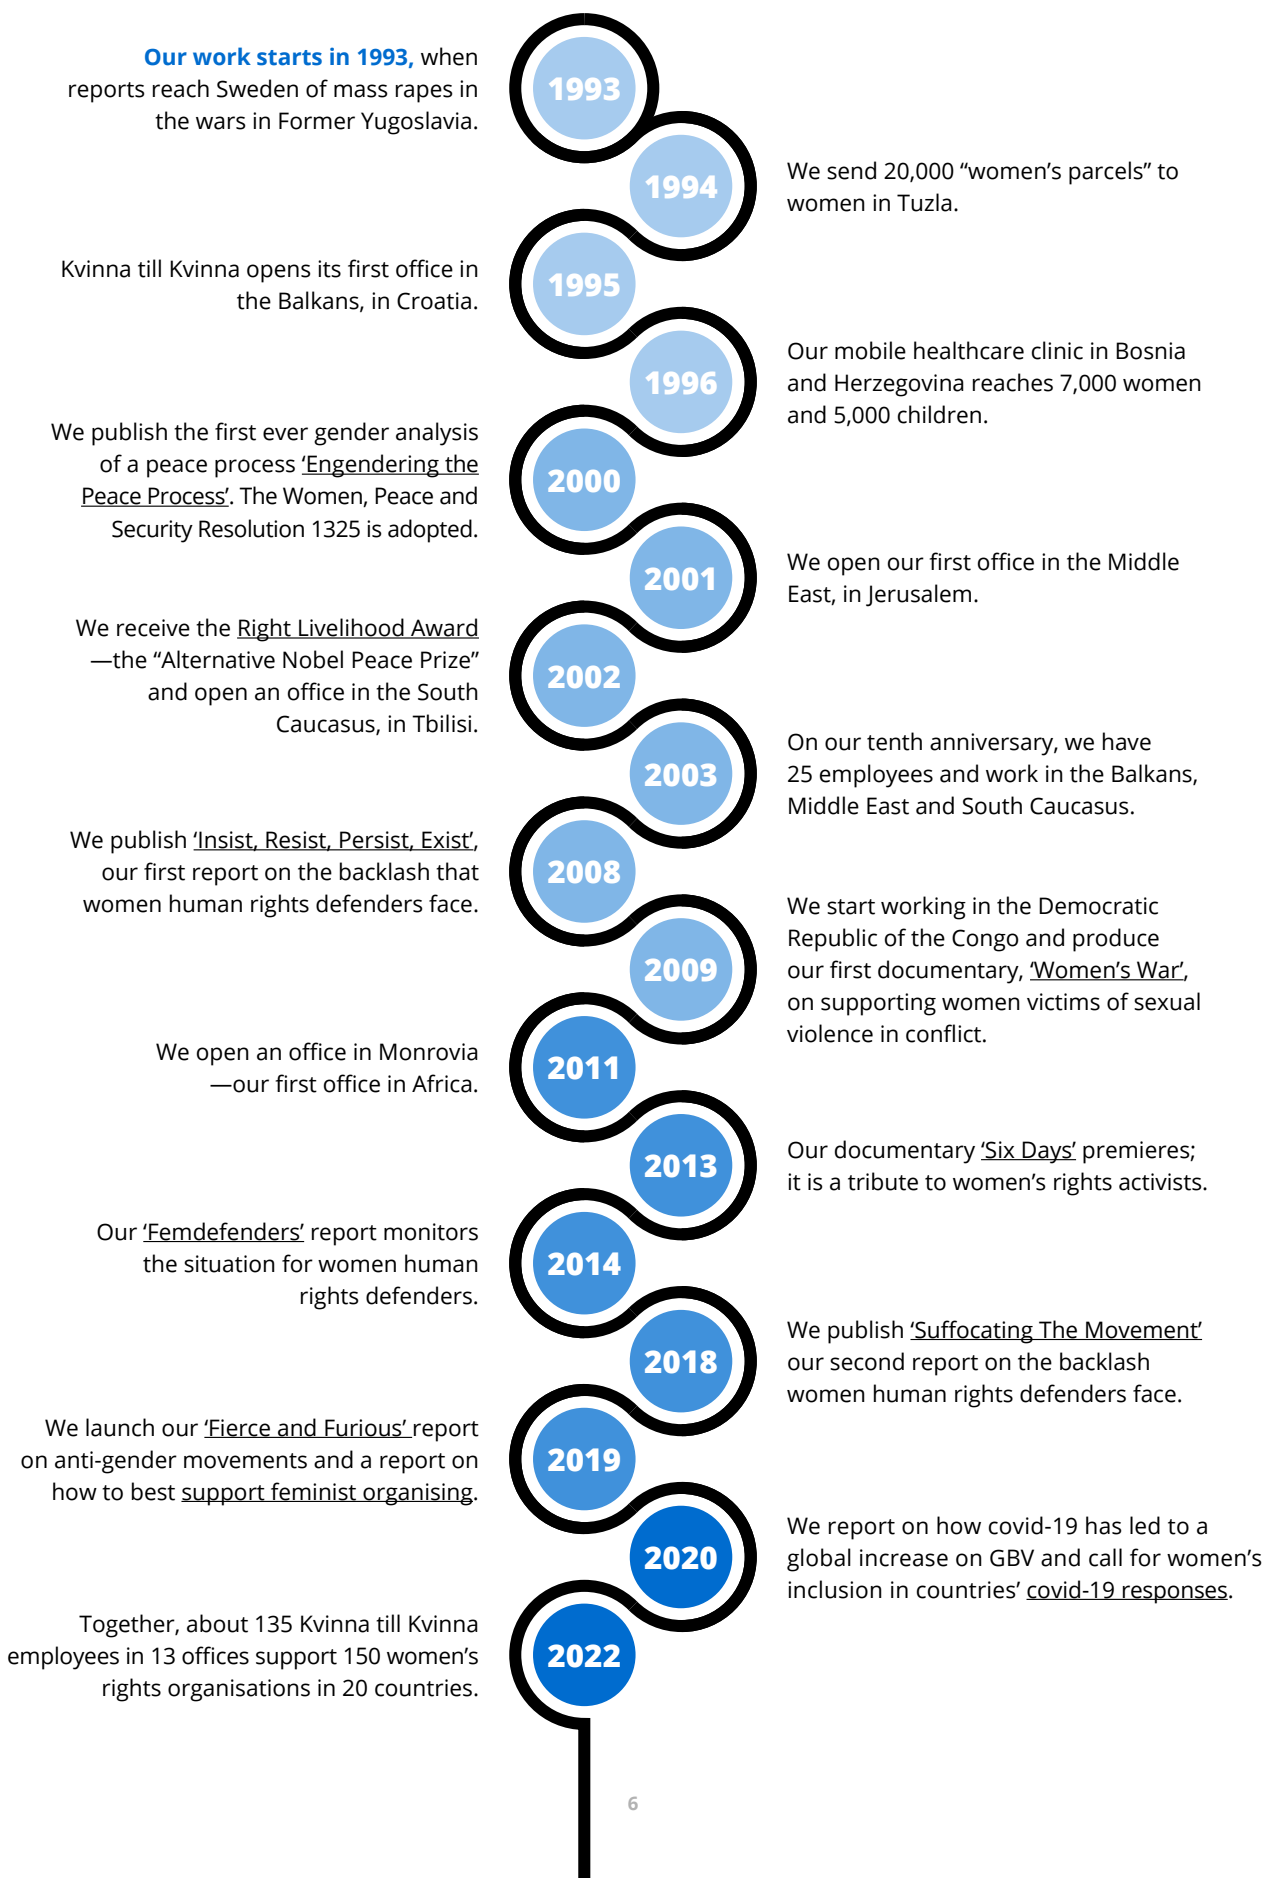 Our work starts in 1993, when
reports reach Sweden of mass rapes in
the wars in Former Yugoslavia.
1993
1994
We send 20,000 “women’s parcels” to
women in Tuzla.
Kvinna till Kvinna opens its first office in
the Balkans, in Croatia.
1995
1996
Our mobile healthcare clinic in Bosnia
and Herzegovina reaches 7,000 women
and 5,000 children.
We publish the first ever gender analysis
of a peace process ‘Engendering the
Peace Process’. The Women, Peace and
Security Resolution 1325 is adopted.
2000
2001
We open our first office in the Middle
East, in Jerusalem.
We receive the Right Livelihood Award
—the “Alternative Nobel Peace Prize”
and open an office in the South
Caucasus, in Tbilisi.
2002
2003
On our tenth anniversary, we have
25 employees and work in the Balkans,
Middle East and South Caucasus.
We publish ‘Insist, Resist, Persist, Exist’,
our first report on the backlash that
women human rights defenders face.
2008
2009
We start working in the Democratic
Republic of the Congo and produce
our first documentary, ‘Women’s War’,
on supporting women victims of sexual
violence in conflict.
We open an office in Monrovia
—our first office in Africa.
2011
2013
Our documentary ‘Six Days’ premieres;
it is a tribute to women’s rights activists.
Our ‘Femdefenders’ report monitors
the situation for women human
rights defenders.
2014
2018
We publish ‘Suffocating The Movement’
our second report on the backlash
women human rights defenders face.
We launch our ‘Fierce and Furious’ report
on anti-gender movements and a report on
how to best support feminist organising.
2019
2020
We report on how covid-19 has led to a
global increase on GBV and call for women’s
inclusion in countries’ covid-19 responses.
Together, about 135 Kvinna till Kvinna
employees in 13 offices support 150 women’s
rights organisations in 20 countries.
2022
6